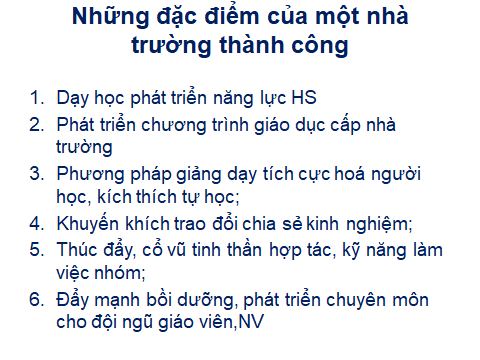 Những đặc điểm của một nhà
trường thành công
1. Dạy học phát triển năng lực HS
2. Phát triển chương trình giáo dục cấp nhà
trường
3. Phương pháp giảng dạy tích cực hoá người
học, kích thích tự học;
4. Khuyến khích trao đổi chia sẻ kinh nghiệm;
5. Thúc đẩy, cổ vũ tinh thần hợp tác, kỹ năng làm
việc nhóm;
6. Đẩy mạnh bồi dưỡng, phát triển chuyên môn
cho đội ngũ giáo viên,NV